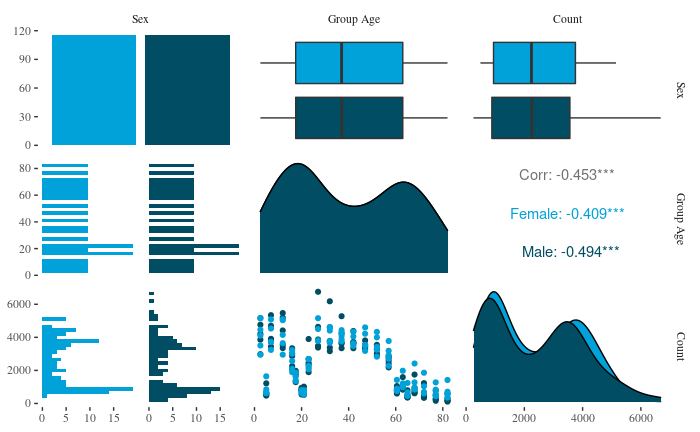 Sex Group Age Count
120
90
60
30
0
Sex
80
60
40
20
0
Corr: -0.453***
Female: -0.409***
Male: -0.494***
Group Age
6000
4000
2000
0
Count
0 5 10 15 0 5 10 15 0 20 40 60 80 0 2000 4000 6000